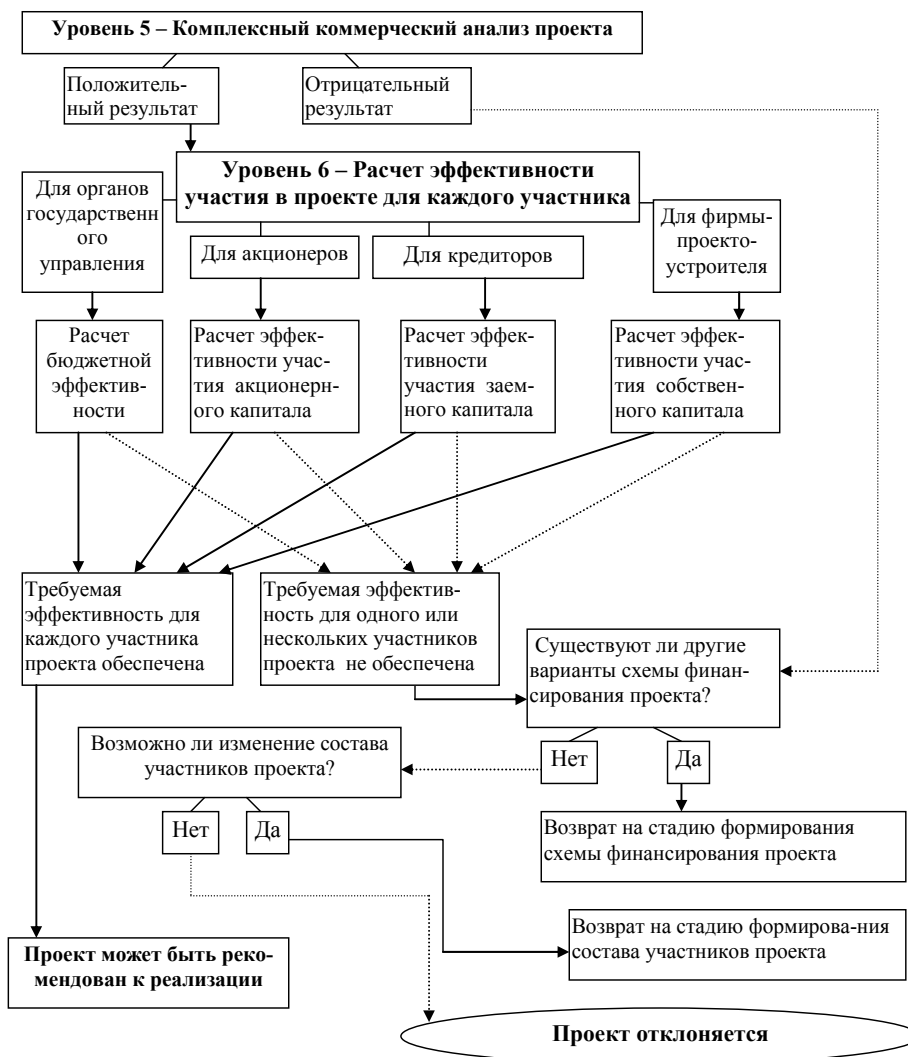 Уровень 5 – Комплексный коммерческий анализ проекта
Положитель-
ный результат
Отрицательный
результат
Уровень 6 – Расчет эффективности
участия в проекте для каждого участника
Для органов
государственн
ого
управления
Для акционеров
Для кредиторов
Для фирмы-
проекто-
устроителя
Расчет
бюджетной
эффектив-
ности
Расчет эффек-
тивности учас-
тия акционерн-
ого капитала
Расчет эффек-
тивности
участия заем-
ного капитала
Расчет эффек-
тивности учас-
тия собствен-
ного капитала
Требуемая
эффективность для
каждого участника
проекта обеспечена
Требуемая эффектив-
ность для одного или
нескольких участников
проекта не обеспечена
Существуют ли другие
варианты схемы финан-
сирования проекта?
Нет
Да
Возможно ли изменение состава
участников проекта?
Нет
Да
Возврат на стадию формирования
схемы финансирования проекта
Возврат на стадию формирова-ния
состава участников проекта
Проект может быть реко-
мендован к реализации
Проект отклоняется